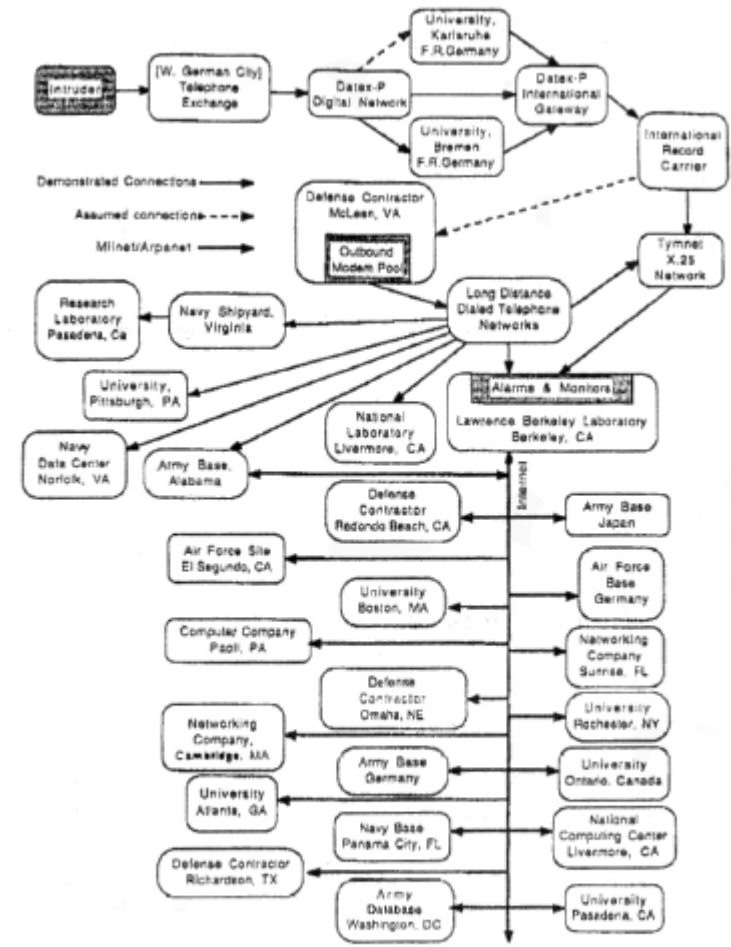 University,
Karlsruhe
F.R.Germany
Intruder
[W. German City]
Telephone
Exchange
Datex-P
Digital Network
Datex-P
International
Gateway
University,
Bremen
F.R.Germany
International
Record
Carrier
Demonstrated Connections
Assumed connections
Milnet/Arpanet
Defense Contractor
McLean, VA
Outbound
Modem Pool
Tymnet
X.25
Network
Long Distance
Dialed Telephone
Networks
Research
Laboratory
Pasadena, Ca
Navy Shipyard,
Virginia
University,
Pittsburgh, PA
Alarms & Monitors
Lawrence Berkeley Laboratory
Berkeley, CA
National
Laboratory
Livermore, CA
Navy
Data Center
Norfolk, VA
Army Base,
Alabama
Internet
Defense
Contractor
Redondo Beach, CA
Army Base
Japan
Air Force Site
El Segundo, CA
Air Force
Base
Germany
University
Boston, MA
Computer Company
Paoli, PA
Networking
Company
Sunrise, FL
Defense
Contractor
Omaha, NE
University
Rochester, NY
Networking
Company,
Cambridge, MA
Army Base
Germany
University
Ontario, Canada
University
Atlanta, GA
Navy Base
Panama City, FL
National
Computing Center
Livermore, CA
Defense Contractor
Richardson, TX
Army
Database
Washington, DC
University
Pasadena, CA